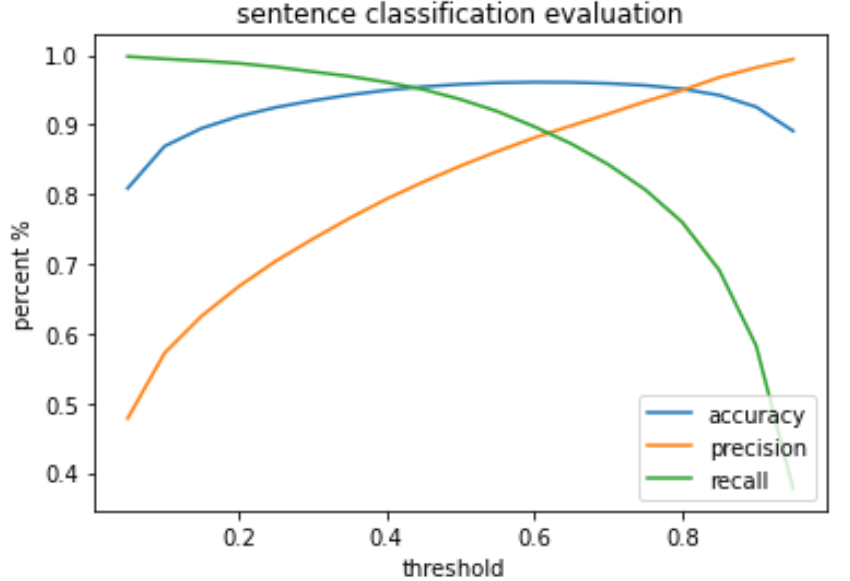 sentence classification evaluation
1.0
0.9
0.8
0.7
0.6
0.5
0.4
percent %
accuracy
precision
recall
0.2 0.4 0.6 0.8
threshold